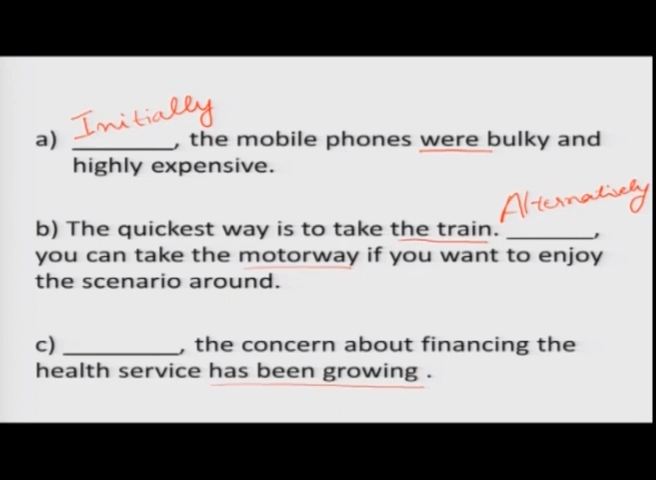 Initially
a) ________, the mobile phones were bulky and
highly expensive.
Alternatively
b) The quickest way is to take the train. _______,
you can take the motorway if you want to enjoy
the scenario around.
c) _________, the concern about financing the
health service has been growing .